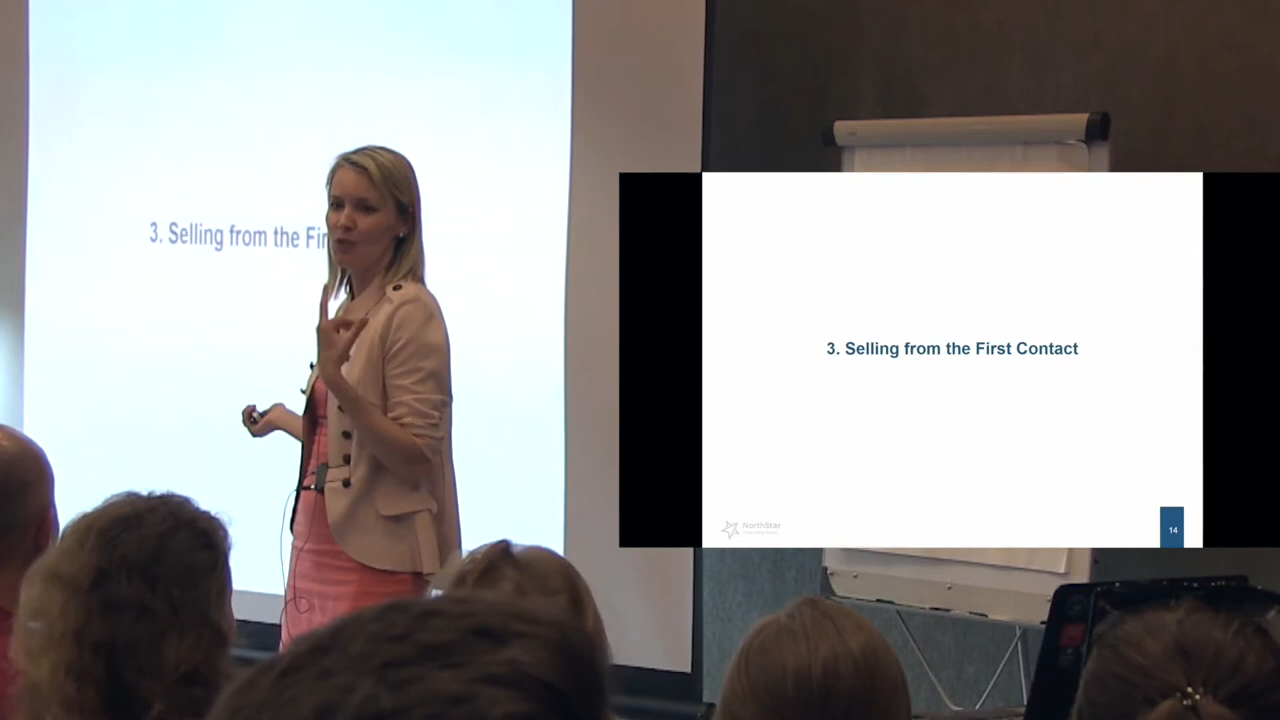 3. Selling from the Fir
3. Selling from the First Contact
NorthStar
14